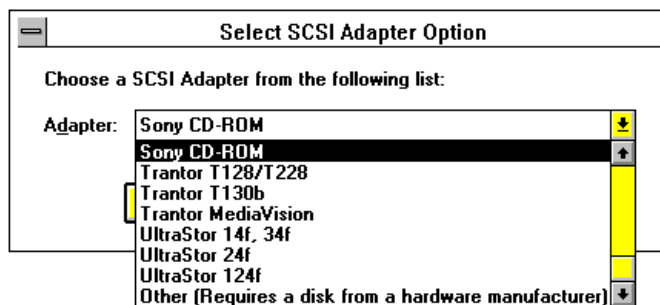 Select SCSI Adapter Option
Choose a SCSI Adapter from the following list:
Adapter: Sony CD-ROM
Sony CD-ROM
Trantor T128/T228
Trantor T130b
Trantor MediaVision
UltraStor 14f, 34f
UltraStor 24f
UltraStor 124f
Other (Requires a disk from a hardware manufacturer)